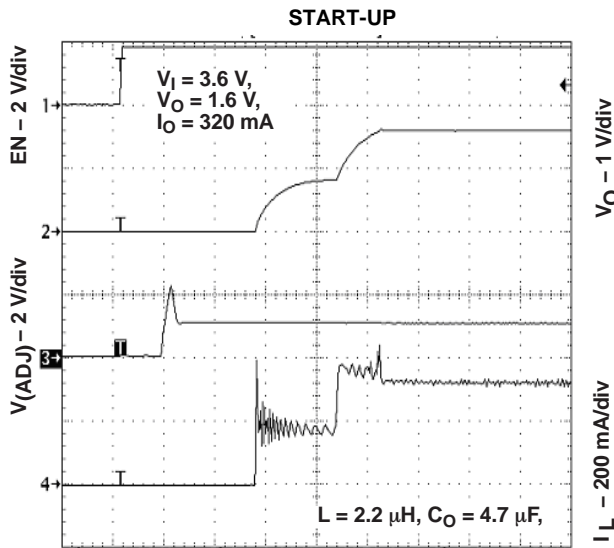 START-UP
EN – 2 V/div
V_I = 3.6 V,
V_O = 1.6 V,
I_O = 320 mA
1
V_O – 1 V/div
2
V_(ADJ) – 2 V/div
3
4
I_L – 200 mA/div
L = 2.2 μH, C_O = 4.7 μF,